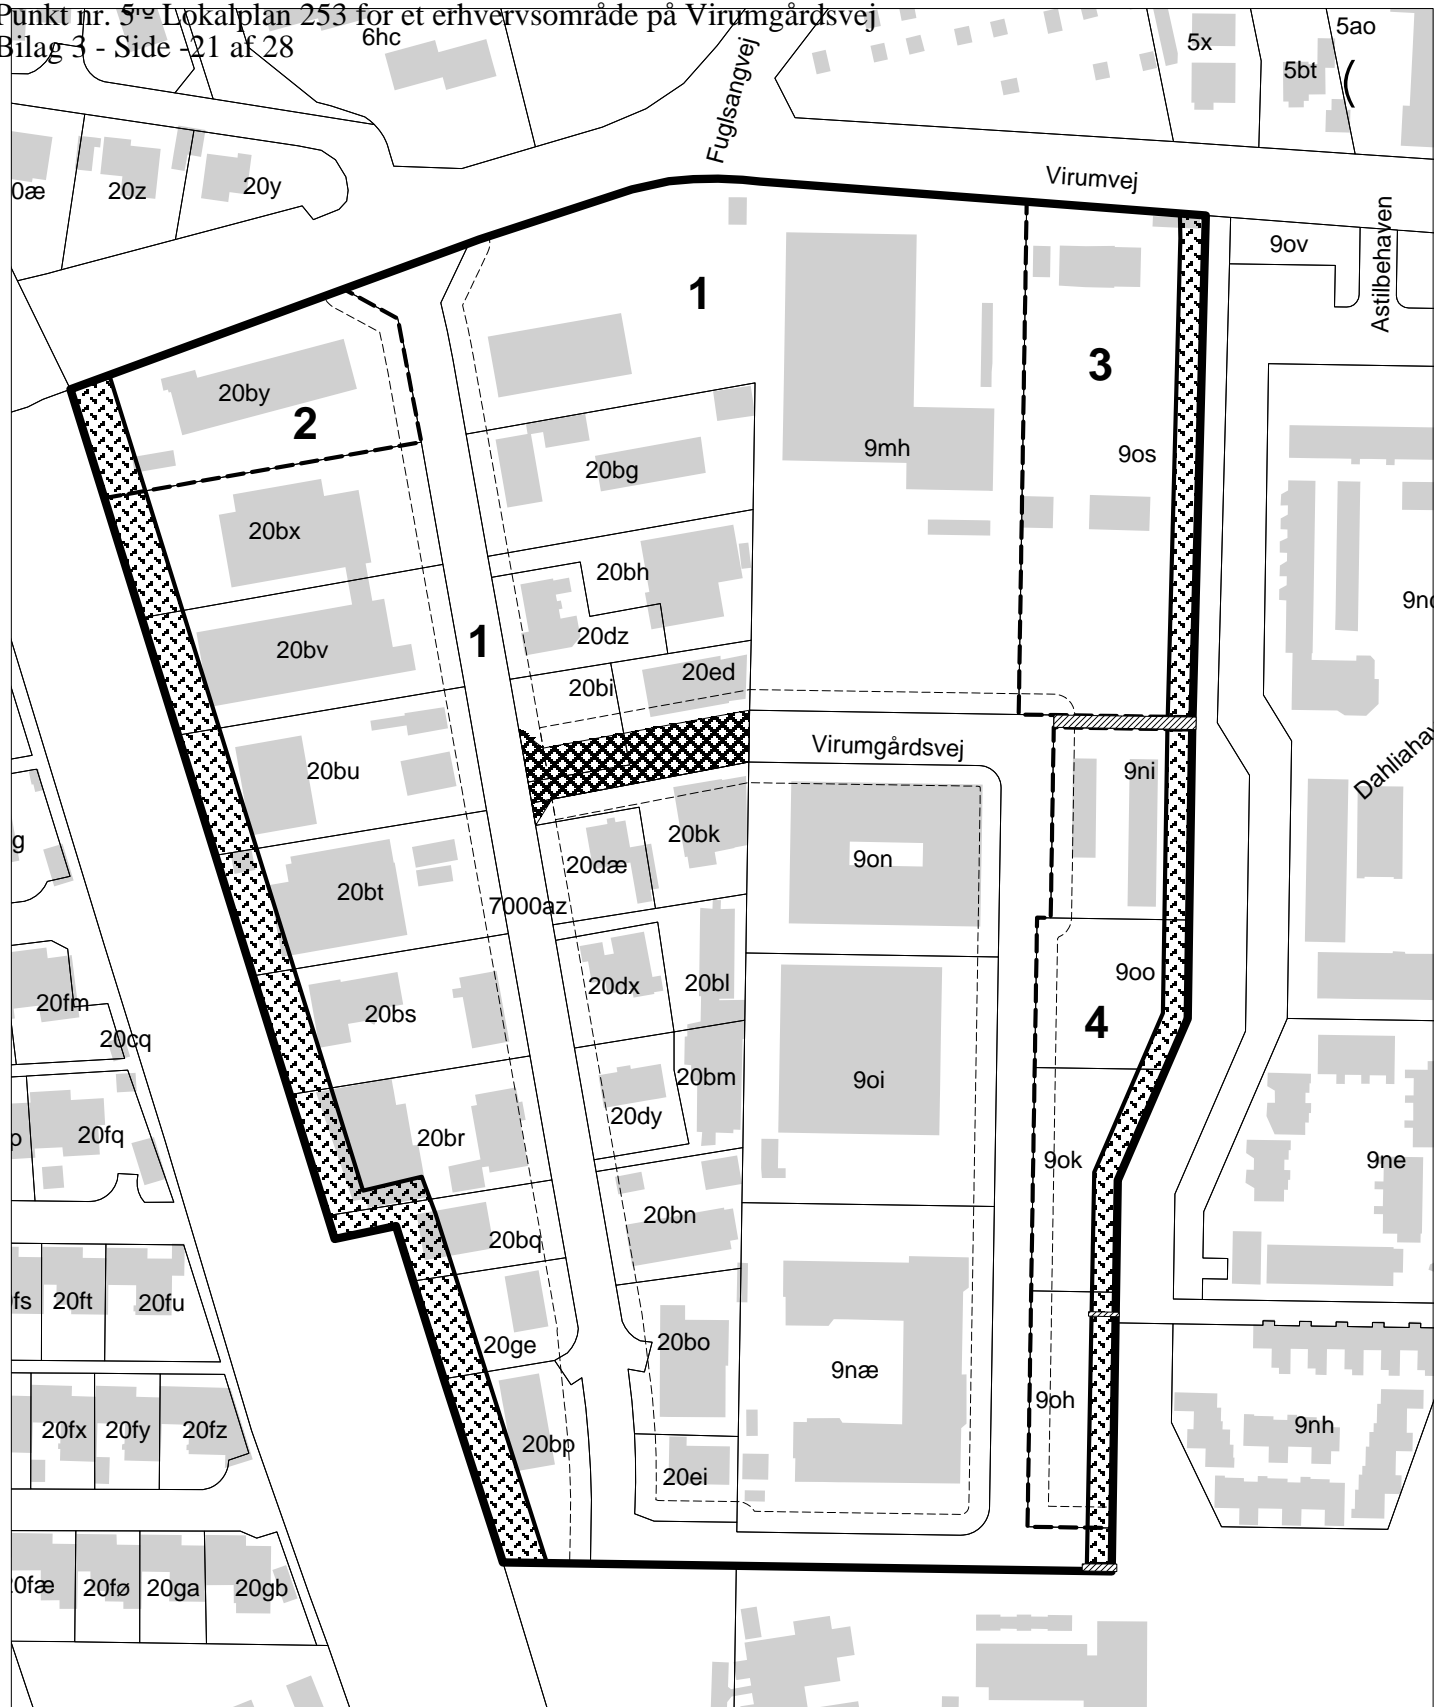 Punkt nr. 5 - Lokalplan 253 for et erhvervsområde på Virumgårdsvej
Bilag 3 - Side -21 af 28
6hc
Fuglsangvej
5x
5ao
5bt
(
0æ
20z
20y
Virumvej
9ov
Astilbehaven
1
3
20by
2
9mh
9os
20bg
20bx
20bh
9no
1
20dz
20bv
20bi
20ed
Virumgårdsvej
20bu
9ni
Dahliahav
g
20bk
20dæ
9on
20bt
7000az
9oo
20dx
20bl
20fm
20bs
4
20cq
20bm
9oi
20dy
20fq
20br
9ok
9ne
20bn
20bq
fs
20ft
20fu
20ge
20bo
9næ
9oh
20fx
20fy
20fz
20bp
9nh
20ei
0fæ
20fø
20ga
20gb